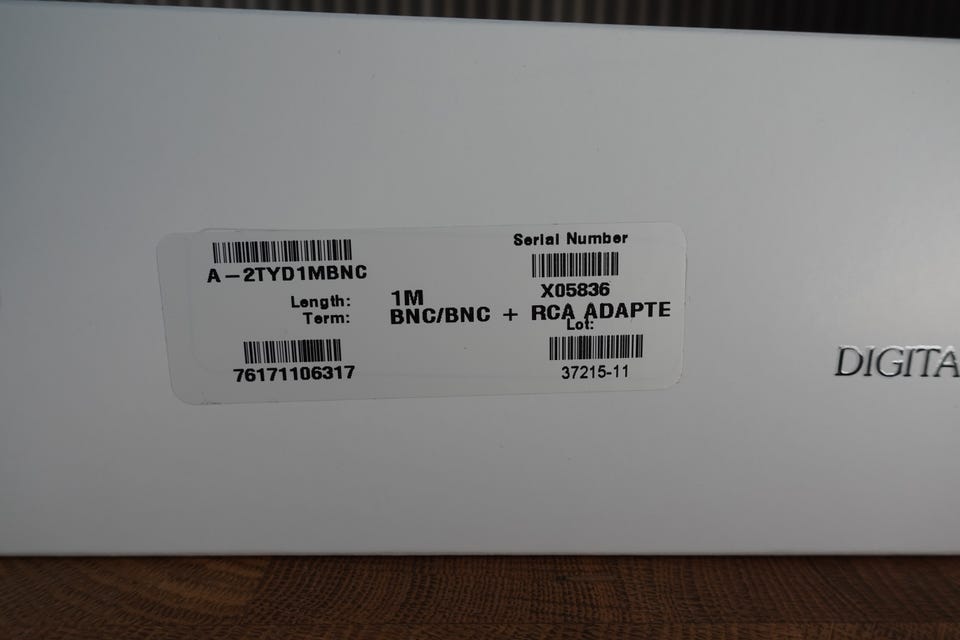 A-2TYD1MBNC
Serial Number
X05836
Length: 1M
Term: BNC/BNC + RCA ADAPTE
Lot:
76171106317
37215-11
DIGITA